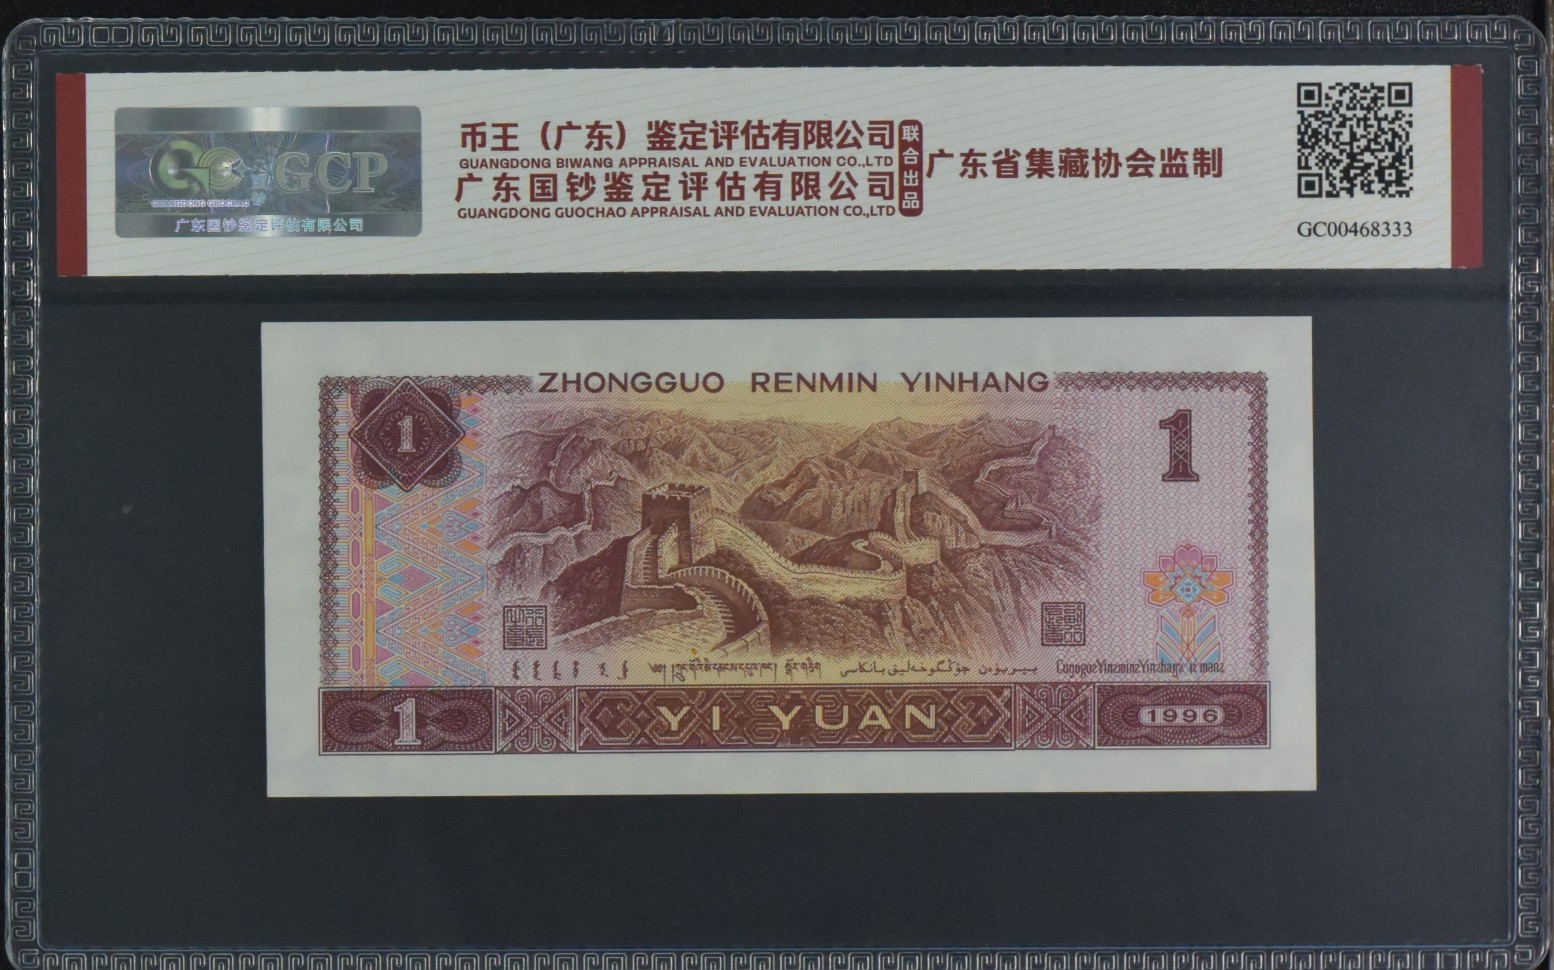 GCP
GUANGDONG GUOCHAO
广东国钞鉴定评估有限公司
币王（广东）鉴定评估有限公司
GUANGDONG BIWANG APPRAISAL AND EVALUATION CO.,LTD
广东国钞鉴定评估有限公司
GUANGDONG GUOCHAO APPRAISAL AND EVALUATION CO.,LTD
联合出品
广东省集藏协会监制
GC00468333
ZHONGGUO RENMIN YINHANG
1
1
1
YI YUAN
1996